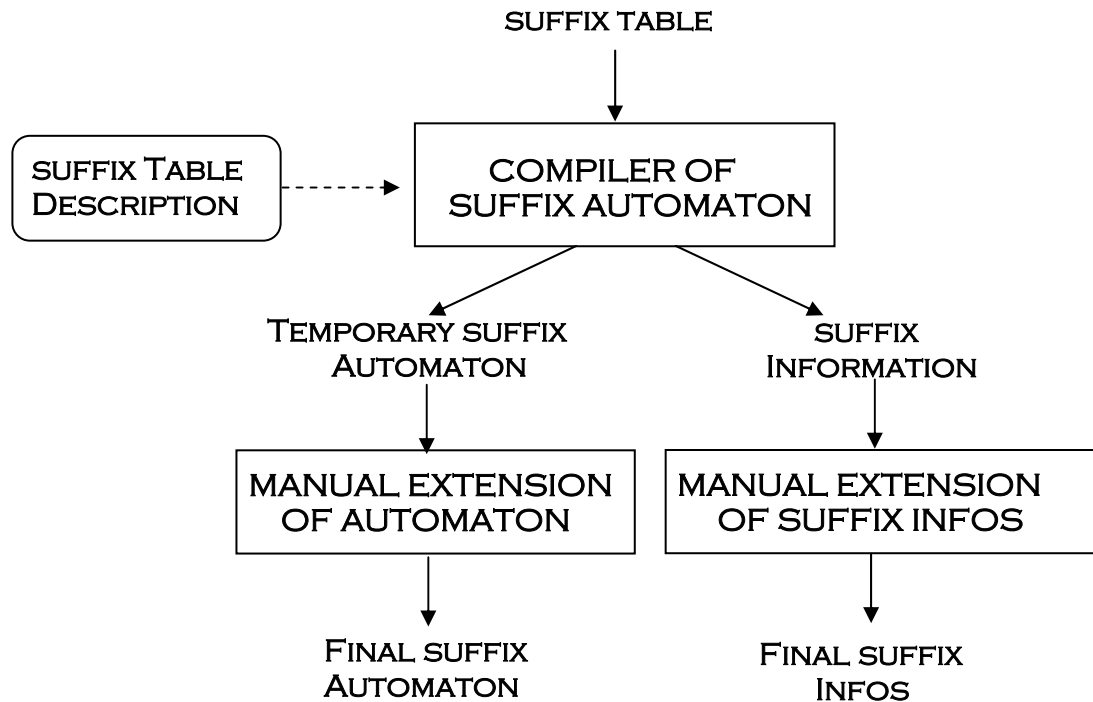 SUFFIX TABLE
SUFFIX TABLE
DESCRIPTION
COMPILER OF
SUFFIX AUTOMATON
TEMPORARY SUFFIX
AUTOMATON
SUFFIX
INFORMATION
MANUAL EXTENSION
OF AUTOMATON
MANUAL EXTENSION
OF SUFFIX INFOS
FINAL SUFFIX
AUTOMATON
FINAL SUFFIX
INFOS